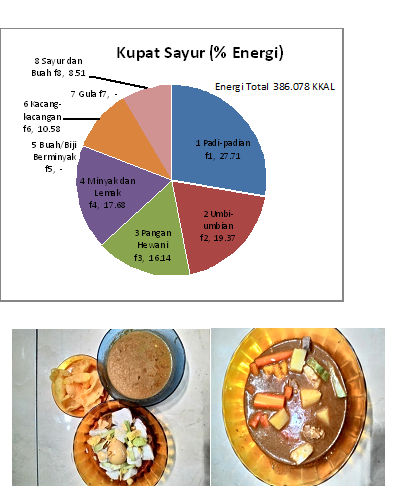 Kupat Sayur (% Energi)
Energi Total 386.078 KKAL
1 Padi-padian
f1, 27.71
2 Umbi-
umbian
f2, 19.37
3 Pangan
Hewani
f3, 16.14
4 Minyak dan
Lemak
f4, 17.68
5 Buah/Biji
Berminyak
f5, -
6 Kacang-
kacangan
f6, 10.58
7 Gula f7, -
8 Sayur dan
Buah f8, 8.51